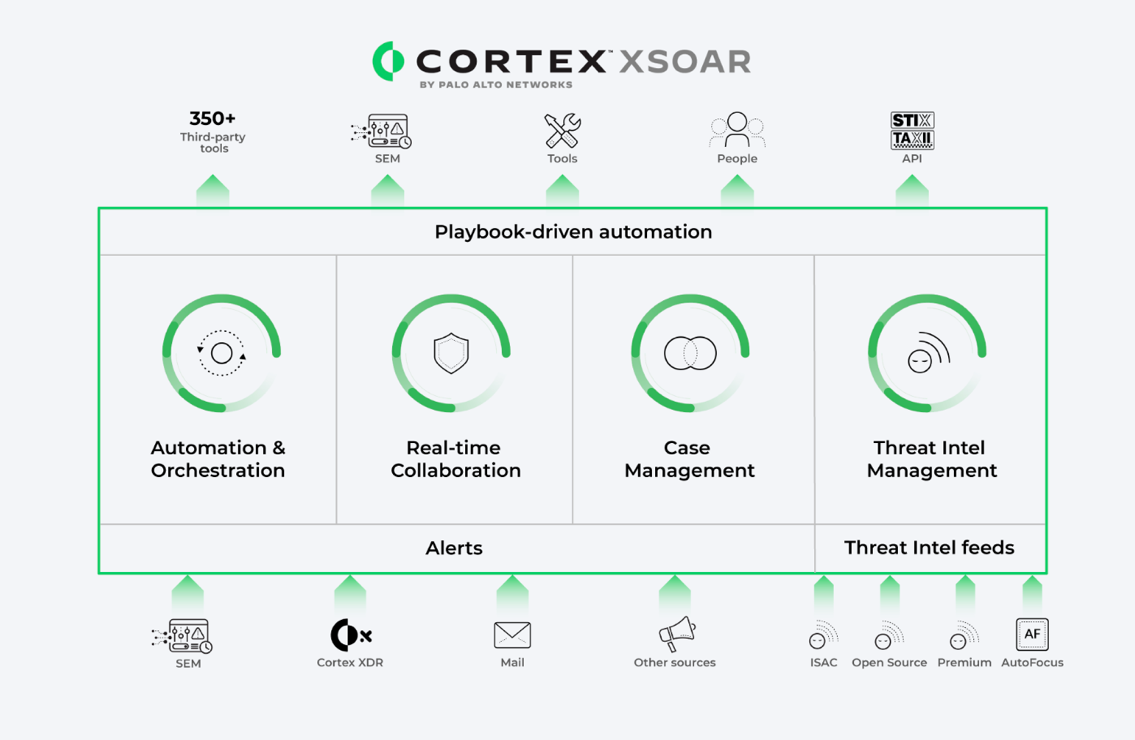 CORTEX™ XSOAR
BY PALO ALTO NETWORKS
350+
Third-party
tools
SEM
Tools
People
STIX
TAXII
API
Playbook-driven automation
Automation &
Orchestration
Real-time
Collaboration
Case
Management
Threat Intel
Management
Alerts
Threat Intel feeds
SEM
Cortex XDR
Mail
Other sources
ISAC
Open Source
Premium
AF
AutoFocus